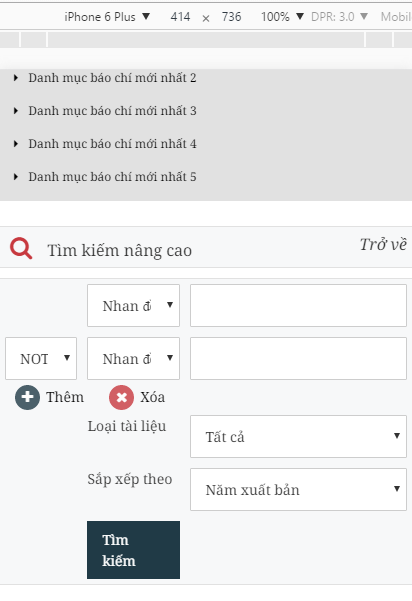 iPhone 6 Plus ▼ 414 × 736 100% ▼ DPR: 3.0 ▼ Mobil
Danh mục báo chí mới nhất 2
Danh mục báo chí mới nhất 3
Danh mục báo chí mới nhất 4
Danh mục báo chí mới nhất 5
Tìm kiếm nâng cao Trở về
Nhan đề
NOT Nhan đề
Thêm Xóa
Loại tài liệu Tất cả
Sắp xếp theo Năm xuất bản
Tìm
kiếm